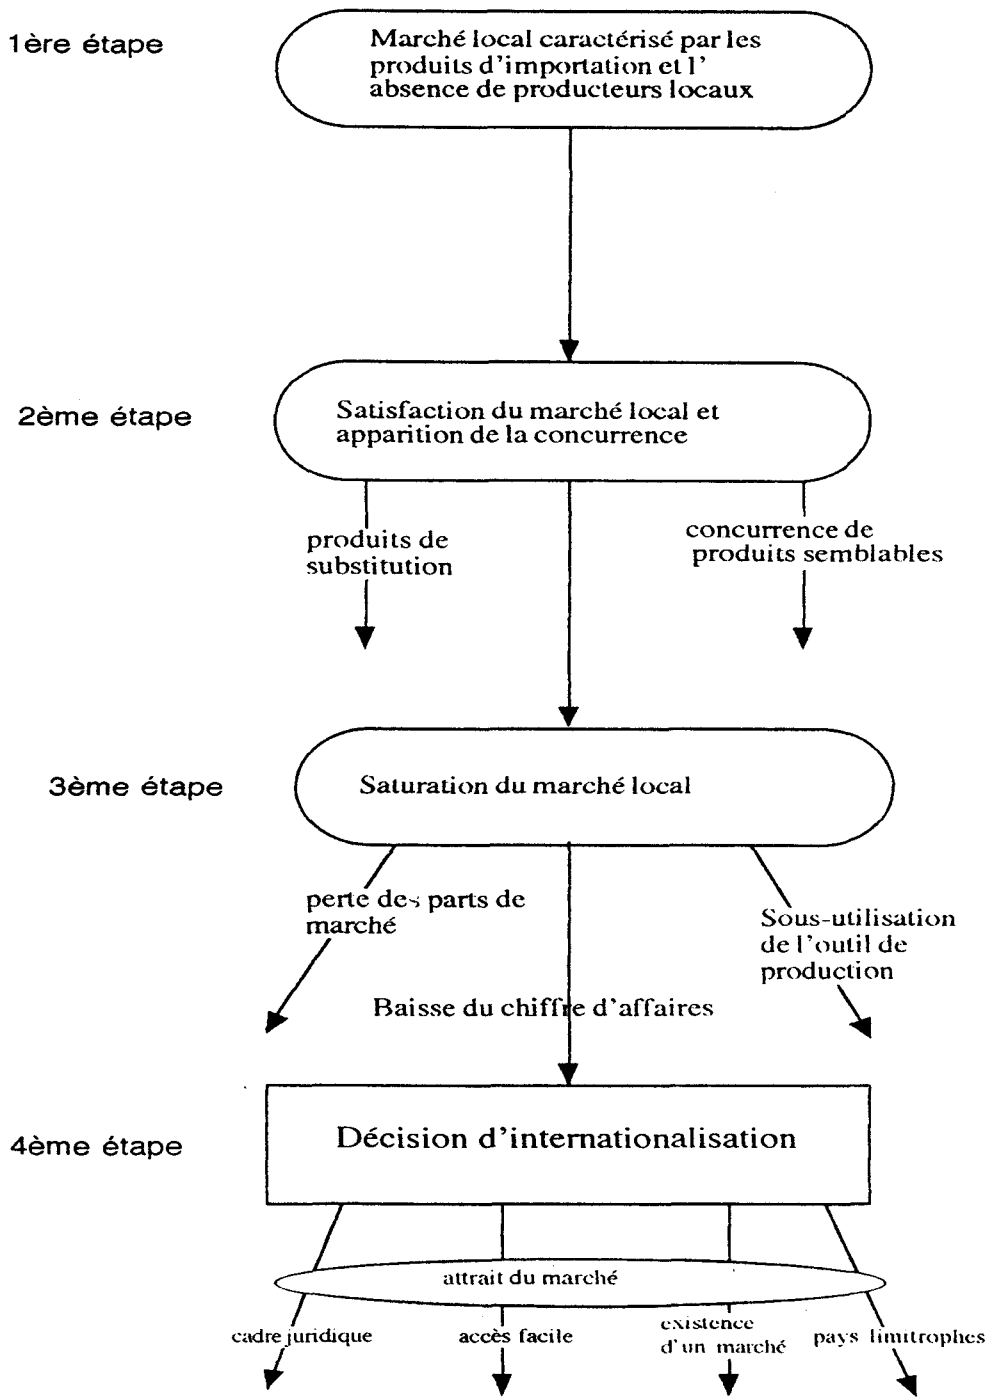 1ère étape
Marché local caractérisé par les
produits d'importation et l'
absence de producteurs locaux
2ème étape
Satisfaction du marché local et
apparition de la concurrence
produits de
substitution
concurrence de
produits semblables
3ème étape
Saturation du marché local
perte des parts de
marché
Sous-utilisation
de l'outil de
production
Baisse du chiffre d'affaires
4ème étape
Décision d'internationalisation
attrait du marché
cadre juridique
accès facile
existence
d'un marché
pays limitrophes